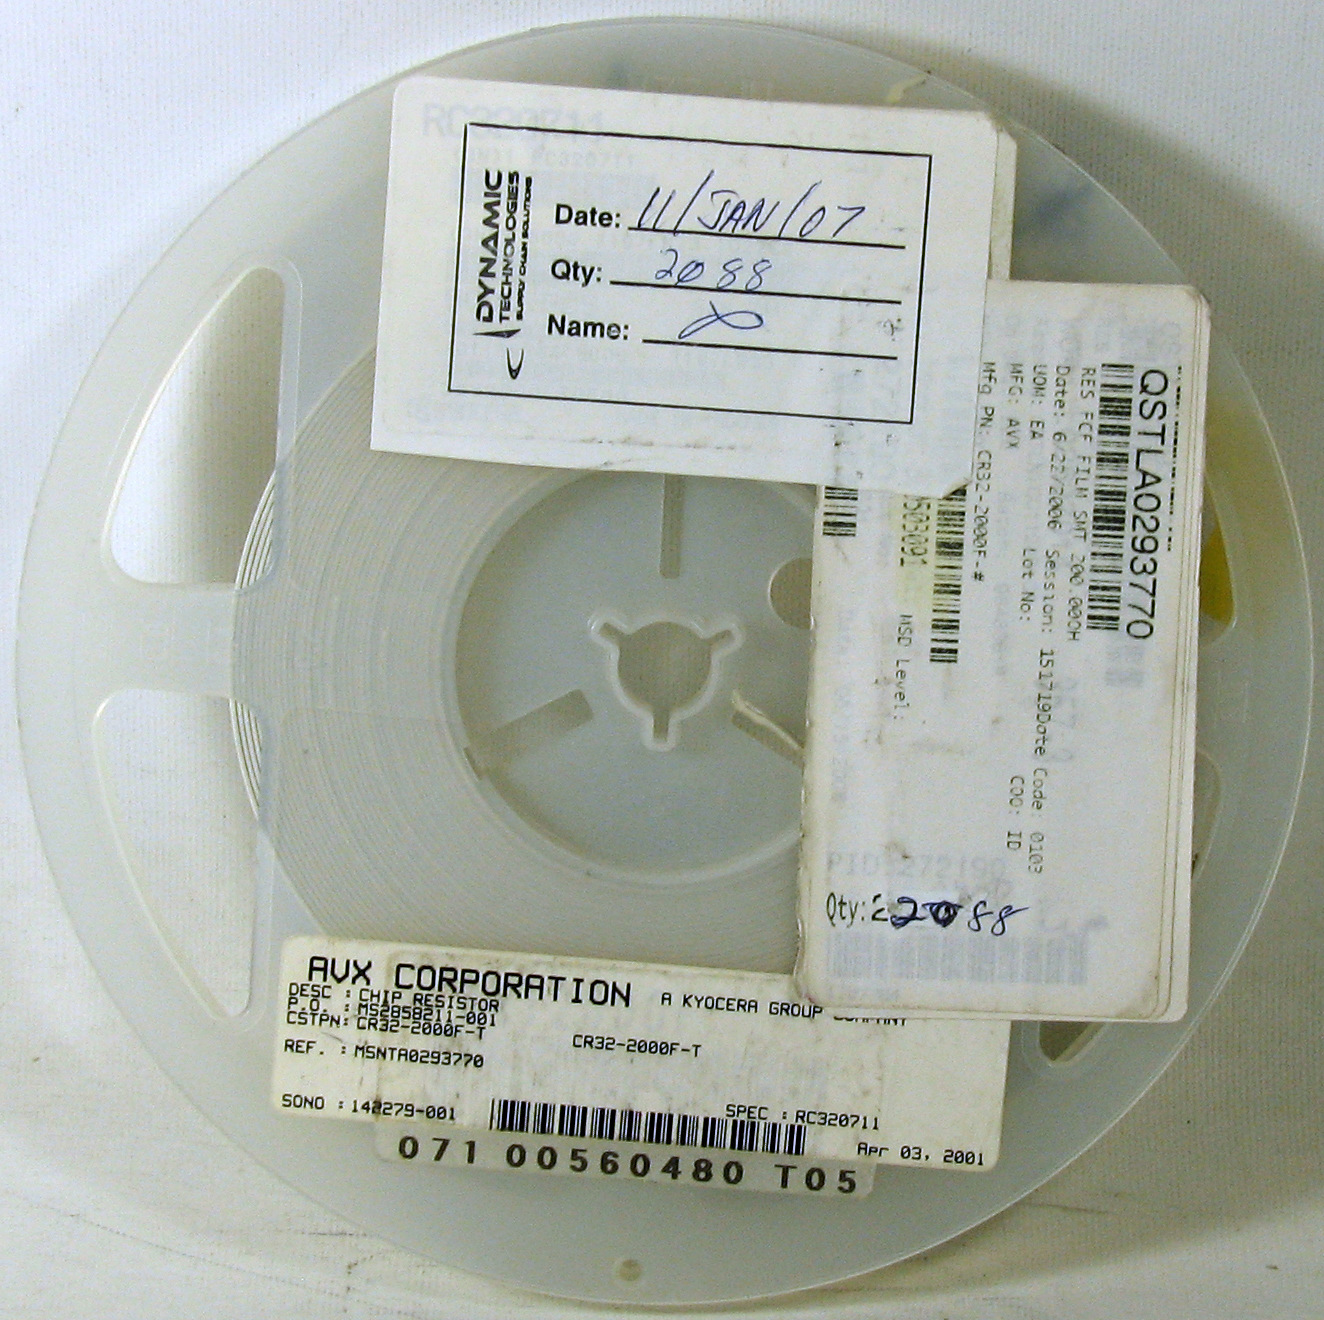 RC320711
DYNAMIC
TECHNOLOGIES
SUPPLY CHAIN SOLUTIONS
Date: 11/JAN/07
Qty: 2088
Name:
QSTLA0293770
RES FCF FILM SMT 200.00OH
Date: 6/22/2006 Session: 151719Date Code: 0103
UOM: EA Lot No:
MFG: AVX COO: ID
Mfg PN: CR32-2000F-#
MSD Level:
Qty: 2088
AVX CORPORATION A KYOCERA GROUP COMPANY
DESC : CHIP RESISTOR
P.O. : MS2858211-001
CSTPN: CR32-2000F-T CR32-2000F-T
REF. : MSNTA0293770
SONO : 142279-001 SPEC : RC320711
Apr 03, 2001
071 00560480 T05